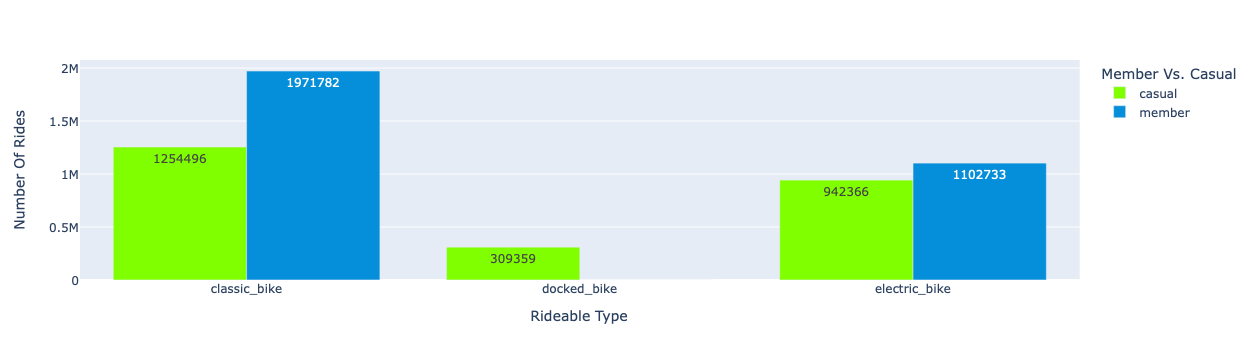 Member Vs. Casual
casual
member
Number Of Rides
2M
1.5M
1M
0.5M
0
1254496
1971782
309359
942366
1102733
classic_bike
docked_bike
electric_bike
Rideable Type